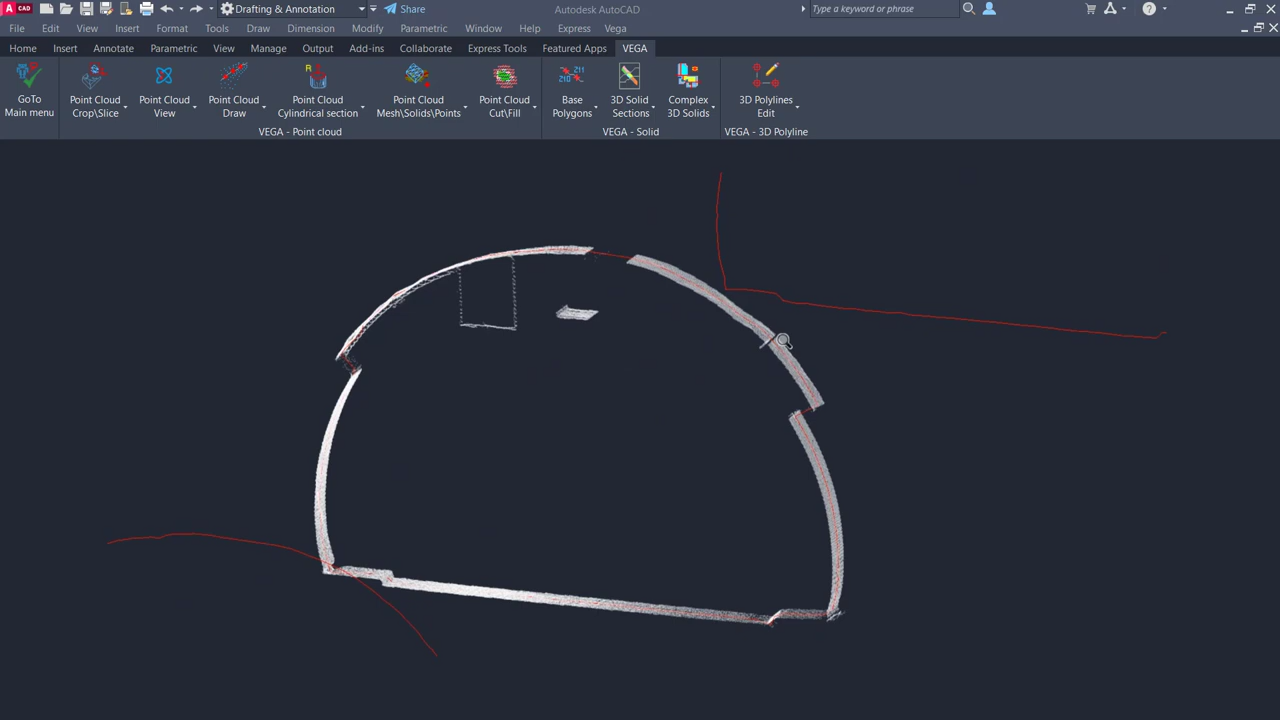 A CAD Drafting & Annotation Share Autodesk AutoCAD Type a keyword or phrase
File Edit View Insert Format Tools Draw Dimension Modify Parametric Window Help Express Vega
Home Insert Annotate Parametric View Manage Output Add-ins Collaborate Express Tools Featured Apps VEGA
GoTo Main menu
Point Cloud Crop\Slice
Point Cloud View
Point Cloud Draw
R
Point Cloud Cylindrical section
Point Cloud Mesh\Solids\Points
Point Cloud Cut\Fill
211
210
Base Polygons
3D Solid Sections
Complex 3D Solids
3D Polylines Edit
VEGA - Point cloud VEGA - Solid VEGA - 3D Polyline